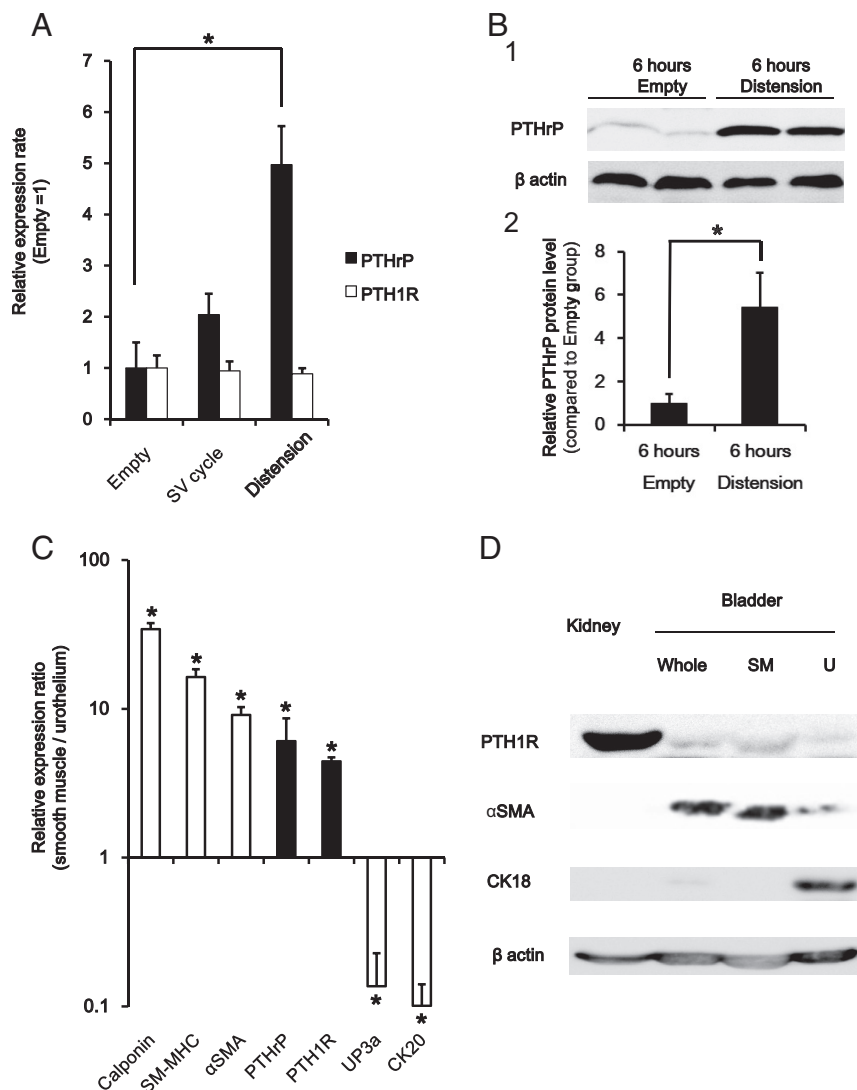 A
*
7
6
5
4
3
2
1
0
Relative expression rate
(Empty =1)
PTHrP
PTH1R
Empty
SV cycle
Distension
B
1
6 hours
Empty
6 hours
Distension
PTHrP
β actin
2
*
8
6
4
2
0
Relative PTHrP protein level
(compared to Empty group)
6 hours
Empty
6 hours
Distension
C
100
10
1
0.1
Relative expression ratio
(smooth muscle / urothelium)
*
*
*
*
*
*
*
Calponin
SM-MHC
αSMA
PTHrP
PTH1R
UP3a
CK20
D
Kidney
Bladder
Whole
SM
U
PTH1R
αSMA
CK18
β actin